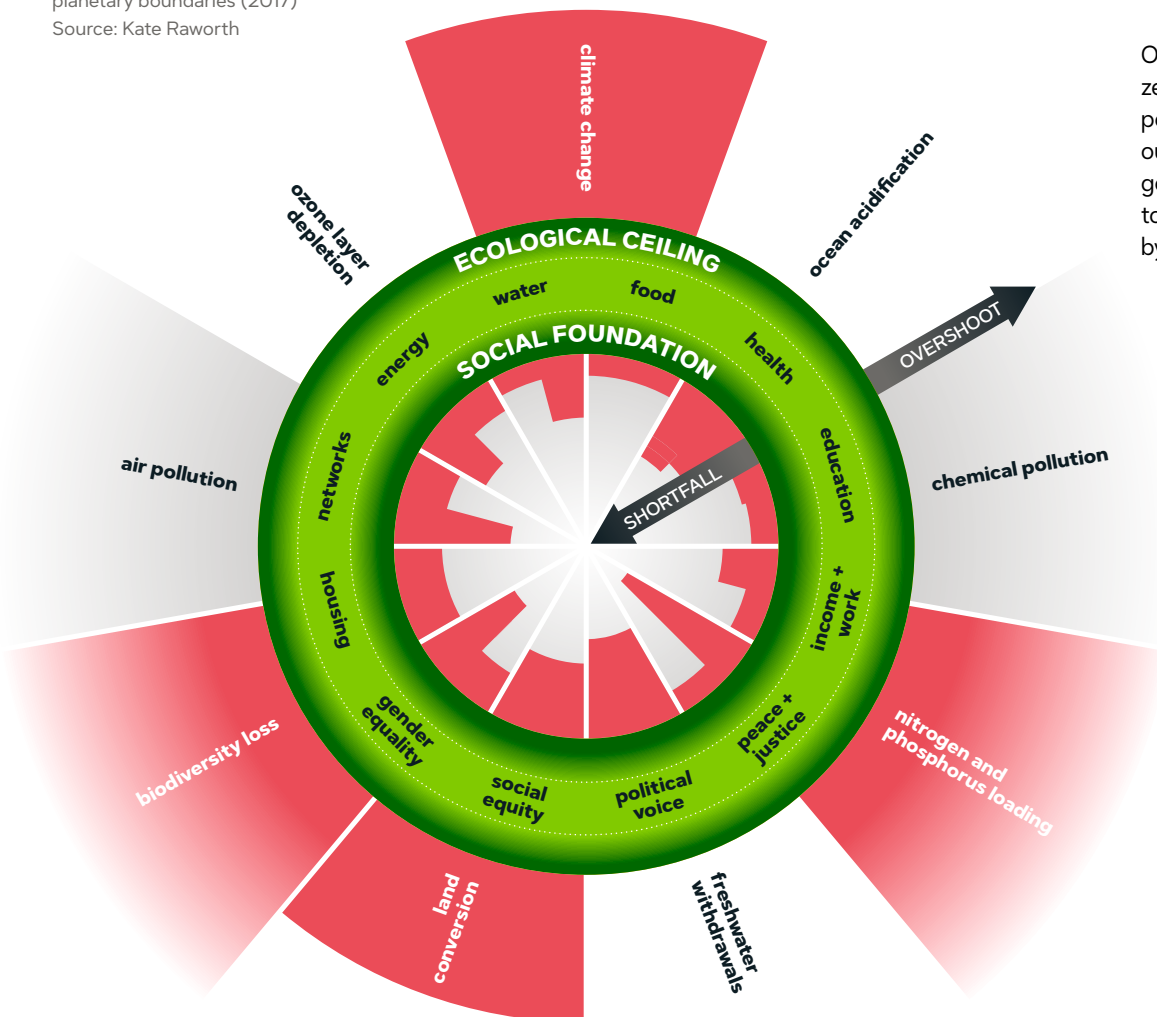 planetary boundaries (2017)
Source: Kate Raworth
climate change
ozone layer
depletion
ocean acidification
ECOLOGICAL CEILING
water
food
energy
health
SOCIAL FOUNDATION
OVERSHOOT
networks
education
air pollution
chemical pollution
SHORTFALL
housing
income +
work
gender
equality
peace +
justice
social
equity
political
voice
biodiversity loss
nitrogen and
phosphorus loading
land
conversion
freshwater
withdrawals